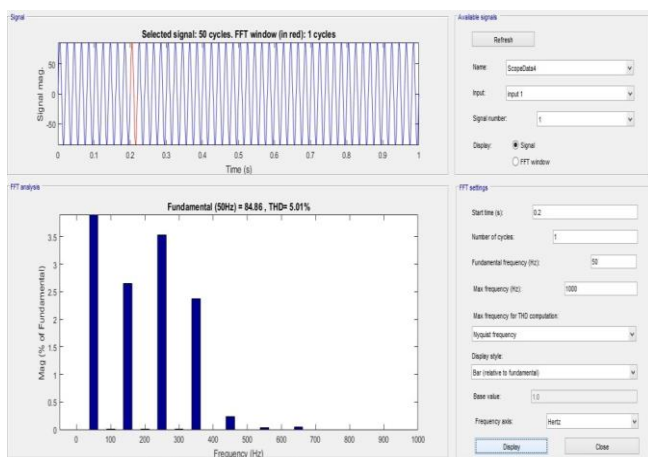 Signal
Selected signal: 50 cycles. FFT window (in red): 1 cycles
Signal mag.
50
0
-50
0 0.1 0.2 0.3 0.4 0.5 0.6 0.7 0.8 0.9 1
Time (s)
Available signals
Refresh
Name: ScopeData4
Input: input 1
Signal number: 1
Display: Signal
FFT window
FFT analysis
Fundamental (50Hz) = 84.86 , THD= 5.01%
Mag (% of Fundamental)
3.5
3
2.5
2
1.5
1
0.5
0
0 100 200 300 400 500 600 700 800 900 1000
Frequency (Hz)
FFT settings
Start time (s): 0.2
Number of cycles: 1
Fundamental frequency (Hz): 50
Max frequency (Hz): 1000
Max frequency for THD computation:
Nyquist frequency
Display style:
Bar (relative to fundamental)
Base value: 1.0
Frequency axis: Hertz
Display Close